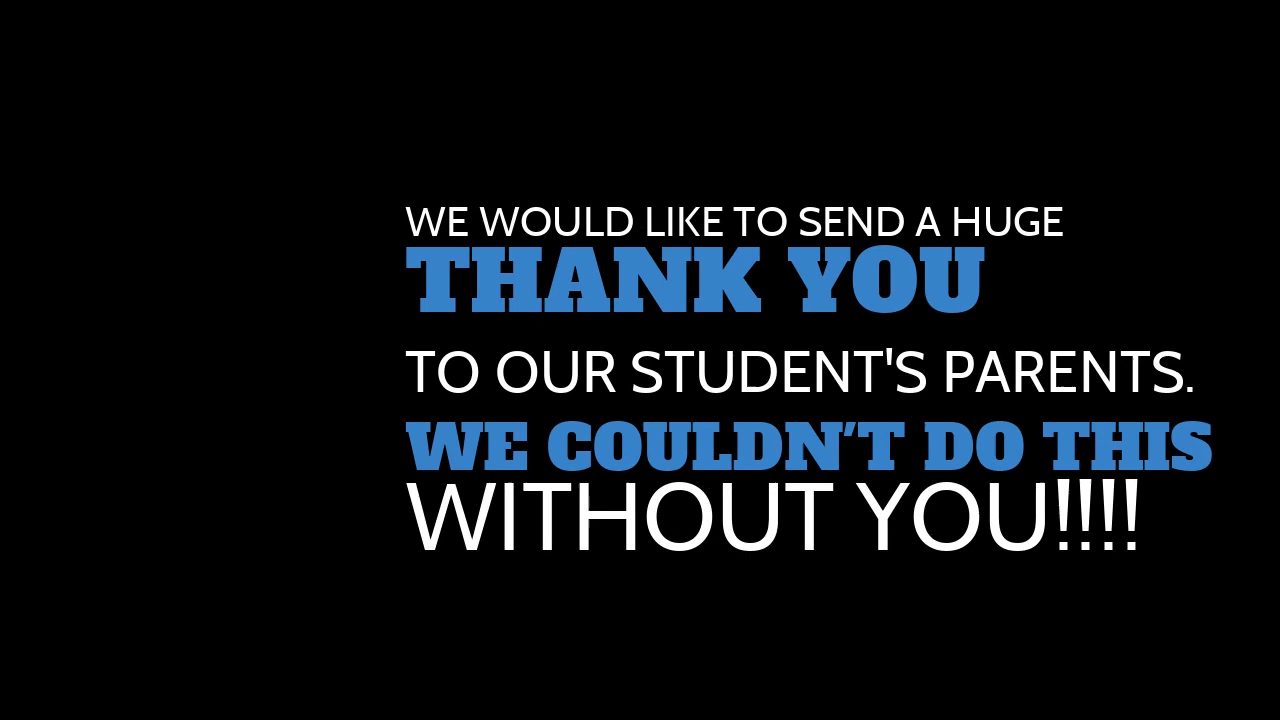 WE WOULD LIKE TO SEND A HUGE
THANK YOU
TO OUR STUDENT'S PARENTS.
WE COULDN'T DO THIS
WITHOUT YOU!!!!